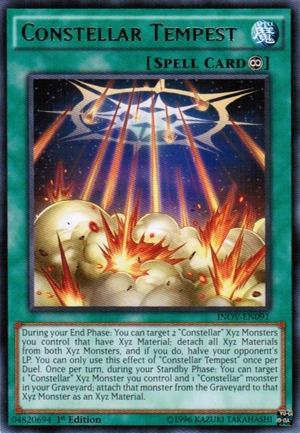 CONSTELLAR TEMPEST
[SPELL CARD∞]
INOV-EN091
During your End Phase: You can target 2 "Constellar" Xyz Monsters
you control that have Xyz Material; detach all Xyz Materials
from both Xyz Monsters, and if you do, halve your opponent's
LP. You can only use this effect of "Constellar Tempest" once per
Duel. Once per turn, during your Standby Phase: You can target
1 "Constellar" Xyz Monster you control and 1 "Constellar" monster
in your Graveyard; attach that monster from the Graveyard to that
Xyz Monster as an Xyz Material.
04820694
1st Edition
©1996 KAZUKI TAKAHASHI